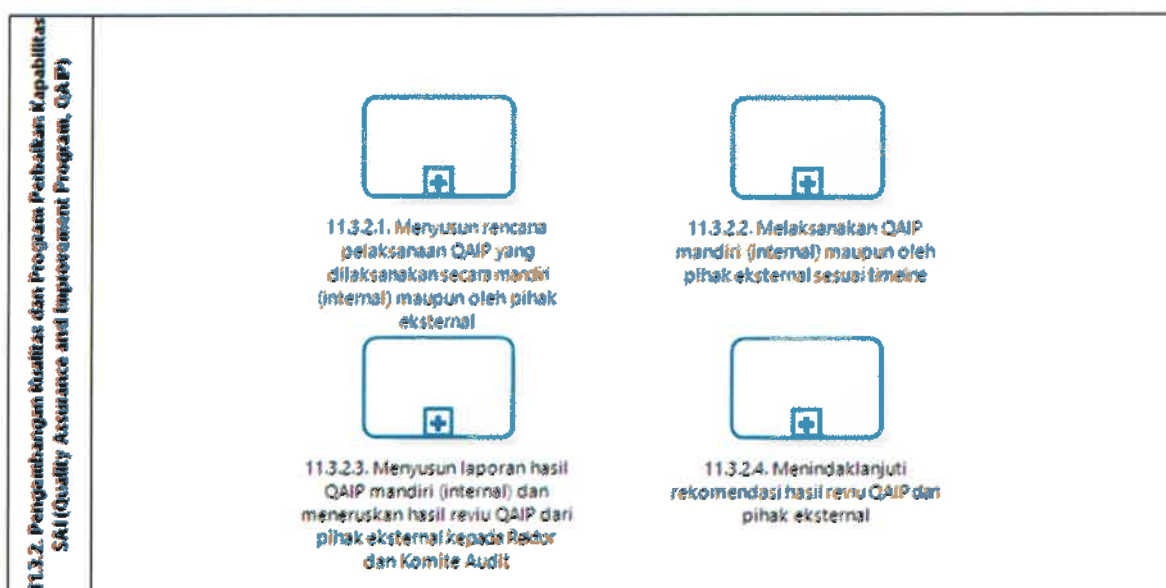 11.3.2. Pengembangan Kualitas dan Program Perbaikan Kapabilitas
SAI (Quality Assurance and Improvement Program, QAIP)
11.3.2.1. Menyusun rencana
pelaksanaan QAIP yang
dilaksanakan secara mandiri
(internal) maupun oleh pihak
eksternal
11.3.2.2. Melaksanakan QAIP
mandiri (internal) maupun oleh
pihak eksternal sesuai timeline
11.3.2.3. Menyusun laporan hasil
QAIP mandiri (internal) dan
meneruskan hasil reviu QAIP dari
pihak eksternal kepada Rektor
dan Komite Audit
11.3.2.4. Menindaklanjuti
rekomendasi hasil reviu QAIP dari
pihak eksternal